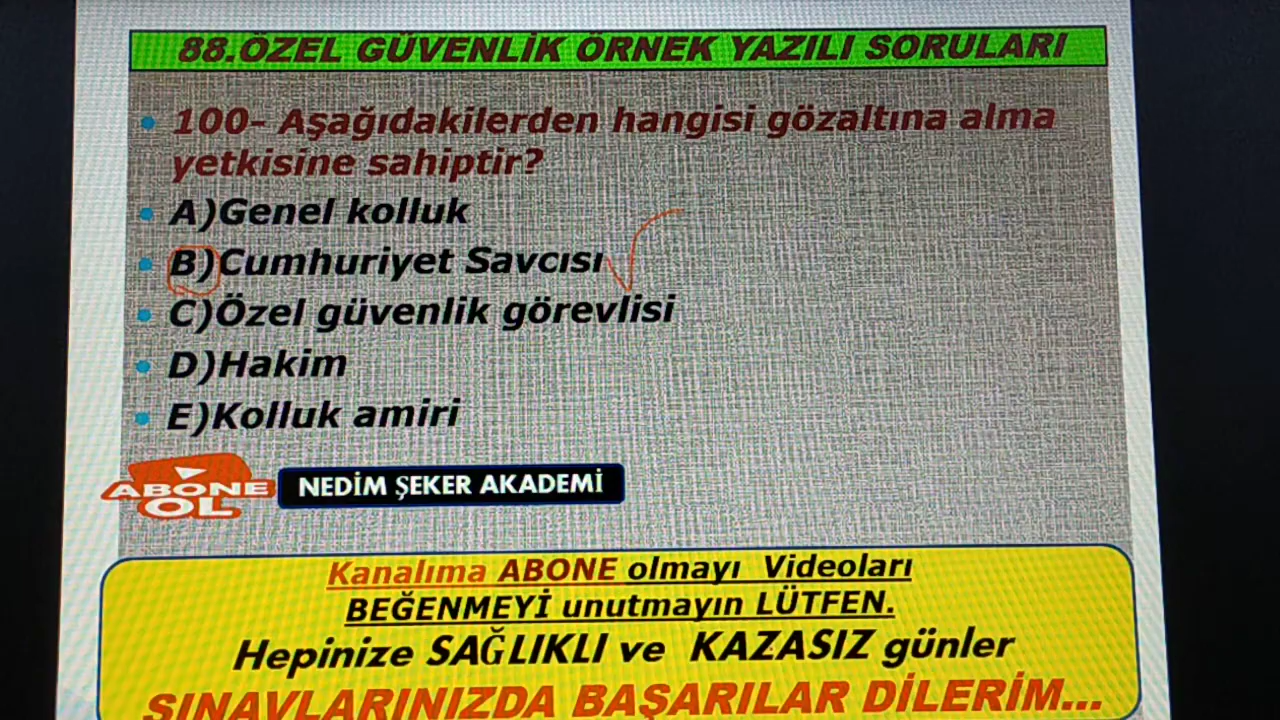 88.ÖZEL GÜVENLİK ÖRNEK YAZILI SORULARI
100- Aşağıdakilerden hangisi gözaltına alma
yetkisine sahiptir?
A)Genel kolluk
B)Cumhuriyet Savcısı
C)Özel güvenlik görevlisi
D)Hakim
E)Kolluk amiri
ABONE
OL
NEDİM ŞEKER AKADEMİ
Kanalıma ABONE olmayı Videoları
BEĞENMEYİ unutmayın LÜTFEN.
Hepinize SAĞLIKLI ve KAZASIZ günler
SINAVLARINIZDA BAŞARILAR DİLERİM...